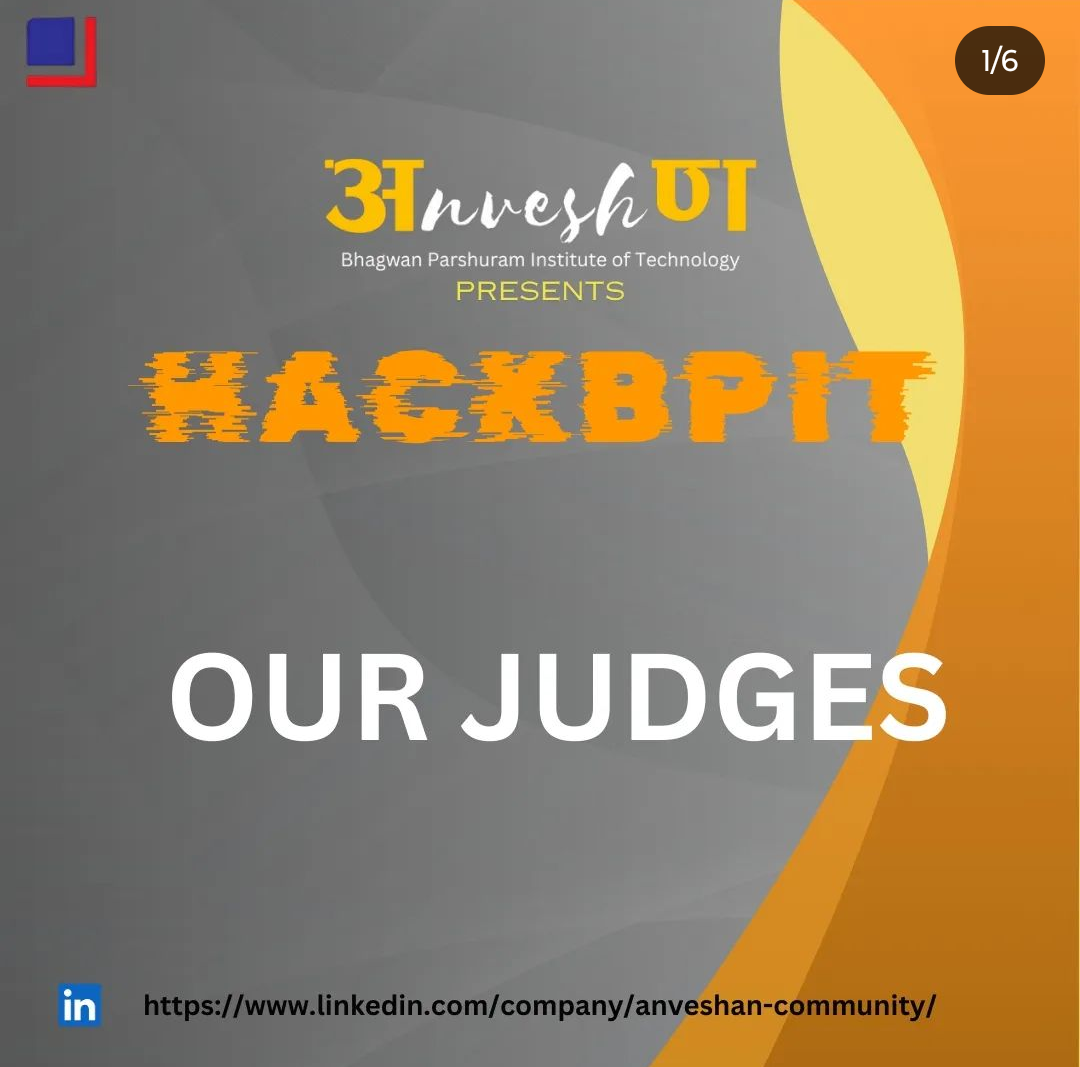 1/6
अnveshण
Bhagwan Parshuram Institute of Technology
PRESENTS
HACKBPIT
OUR JUDGES
in
https://www.linkedin.com/company/anveshan-community/